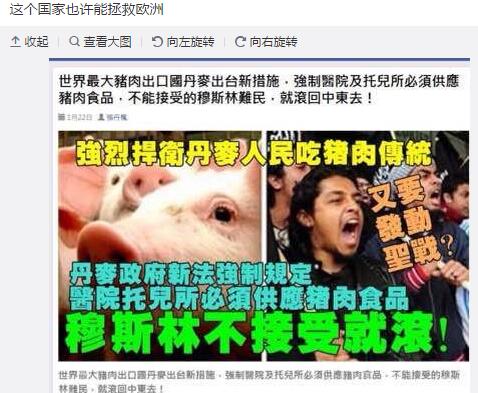 这个国家也许能拯救欧洲
收起 查看大图 向左旋转 向右旋转
世界最大豬肉出口國丹麥出台新措施，強制醫院及托兒所必須供應
豬肉食品，不能接受的穆斯林難民，就滾回中東去！
1月22日
強烈捍衛丹麥人民吃猪肉傳統
又要
發動
聖戰？
丹麥政府新法強制規定
醫院托兒所必須供應猪肉食品
穆斯林不接受就滾！
世界最大豬肉出口國丹麥出台新措施，強制醫院及托兒所必須供應豬肉食品，不能接受的穆斯
林難民，就滾回中東去！